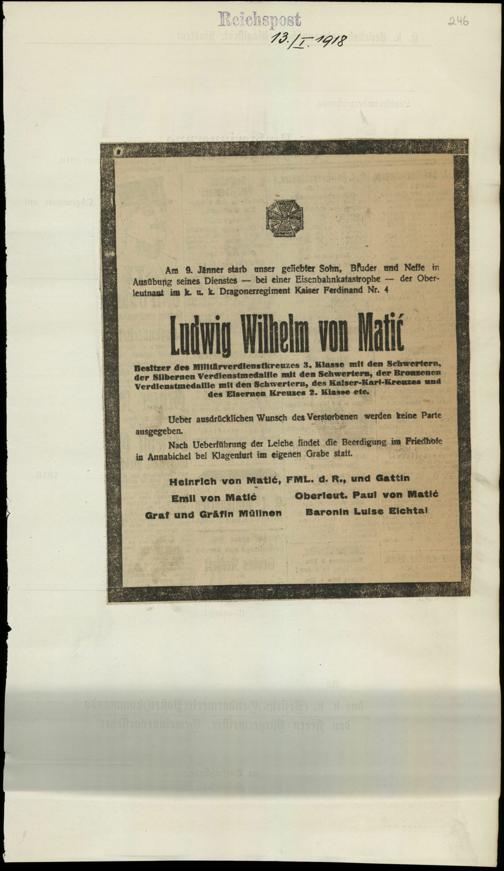 Reichspost
246
13./I. 1918
Am 9. Jänner starb unser geliebter Sohn, Bruder und Neffe in
Ausübung seines Dienstes — bei einer Eisenbahnkatastrophe — der Ober-
leutnant im k. u. k. Dragonerregiment Kaiser Ferdinand Nr. 4
Ludwig Wilhelm von Matić
Besitzer des Militärverdienstkreuzes 3. Klasse mit den Schwertern,
der Silbernen Verdienstmedaille mit den Schwertern, der Bronzenen
Verdienstmedaille mit den Schwertern, des Kaiser-Karl-Kreuzes und
des Eisernen Kreuzes 2. Klasse etc.
Ueber ausdrücklichen Wunsch des Verstorbenen werden keine Parte
ausgegeben.
Nach Ueberführung der Leiche findet die Beerdigung im Friedhofe
in Annabichel bei Klagenfurt im eigenen Grabe statt.
Heinrich von Matić, FML. d. R., und Gattin
Emil von Matić Oberleut. Paul von Matić
Graf und Gräfin Mülinen Baronin Luise Eichtal